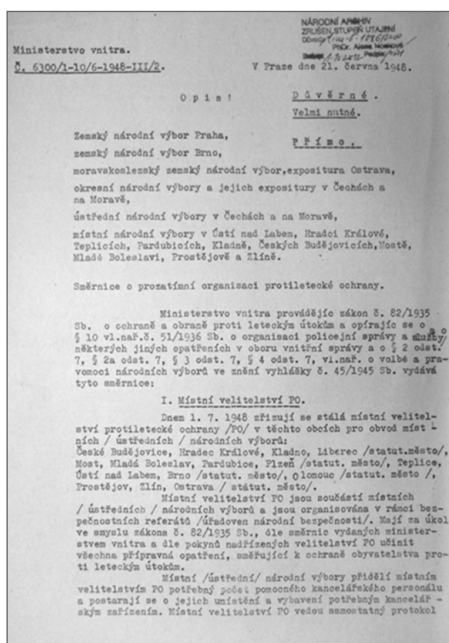 NÁRODNÍ ARCHIV
ZRUŠEN STUPEŇ UTAJENÍ
PhDr. Alena Nosková
Ministerstvo vnitra.
Č. 6300/1-10/6-1948-III/2.
V Praze dne 21. června 1948.
Opis!
Důvěrné.
Velmi nutné.
Přímo.
Zemský národní výbor Praha,
zemský národní výbor Brno,
moravskoslezský zemský národní výbor,expositura Ostrava,
okresní národní výbory a jejich expositury v Čechách a
na Moravě,
ústřední národní výbory v Čechách a na Moravě,
místní národní výbory v Ústí nad Labem, Hradci Králové,
Teplicích, Pardubicích, Kladně, Českých Budějovicích,Mostě,
Mladé Boleslavi, Prostějově a Zlíně.
Směrnice o prozatímní organisaci protiletecké ochrany.
Ministerstvo vnitra provádějíc zákon č. 82/1935
Sb. o ochraně a obraně proti leteckým útokům a opírajíc se o
§ 10 vl.nař.č. 51/1936 Sb. o organisaci policejní správy a služby a o
některých jiných opatřeních v oboru vnitřní správy a o § 2 odst.
7, § 2a odst. 7, § 3 odst. 7, § 4 odst. 7, vl.nař. o volbě a pra-
vomoci národních výborů ve znění vyhlášky č. 45/1945 Sb. vydává
tyto směrnice:
I. Místní velitelství PO.
Dnem 1. 7. 1948 zřizují se stálá místní velitel-
ství protiletecké ochrany /PO/ v těchto obcích pro obvod míst -
ních / ústředních / národních výborů:
České Budějovice, Hradec Králové, Kladno, Liberec /statut.město/,
Most, Mladá Boleslav, Pardubice, Plzeň /statut. město/, Teplice,
Ústí nad Labem, Brno /statut. město/, Olomouc /statut. město /,
Prostějov, Zlín, Ostrava / statut. město/.
Místní velitelství PO jsou součástí místních
/ ústředních / národních výborů a jsou organisována v rámci bez-
pečnostních referátů /úřadoven národní bezpečnosti/. Mají za úkol
ve smyslu zákona č. 82/1935 Sb., dle směrnic vydaných minister-
stvem vnitra a dle pokynů nadřízených velitelství PO učinit
všechna přípravná opatření, směřující k ochraně obyvatelstva pro-
ti leteckým útokům.
Místní /ústřední/ národní výbory přidělí místním
velitelstvím PO potřebný počet pomocného kancelářského personálu
a postarají se o jejich umístění a vybavení potřebným kancelář -
ským zařízením. Místní velitelství PO vedou samostatný protokol